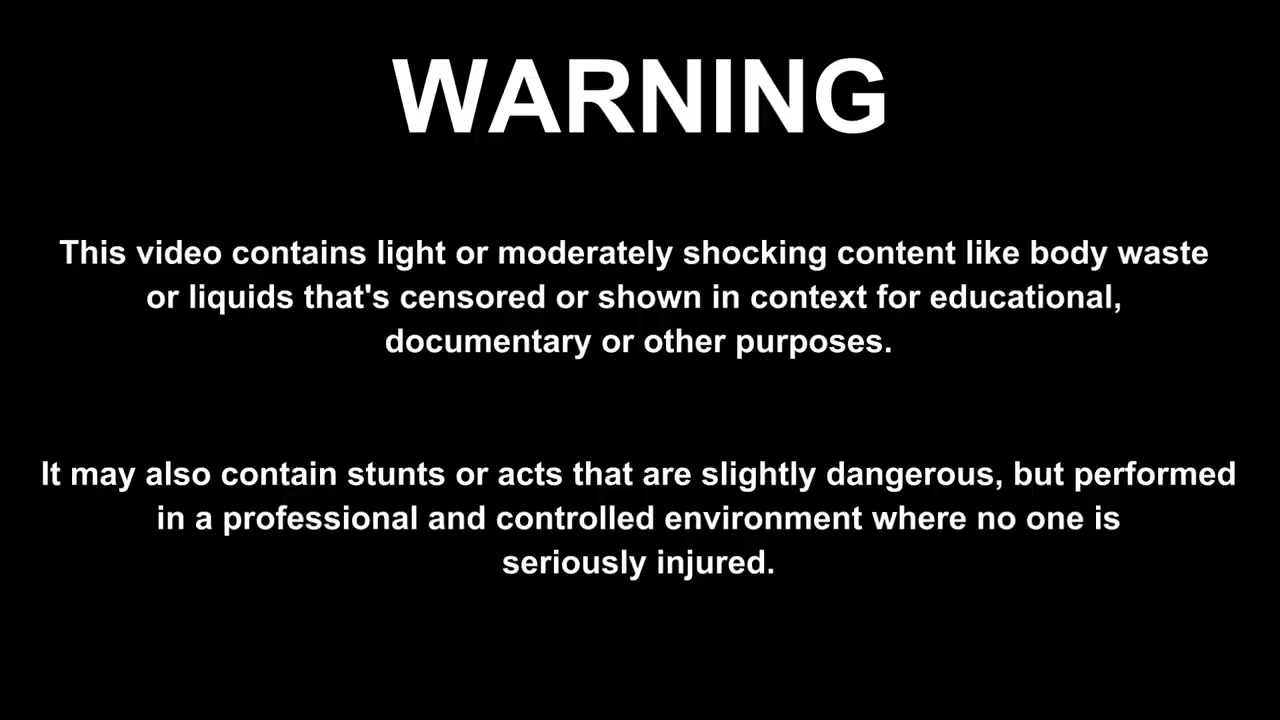 WARNING
This video contains light or moderately shocking content like body waste
or liquids that's censored or shown in context for educational,
documentary or other purposes.
It may also contain stunts or acts that are slightly dangerous, but performed
in a professional and controlled environment where no one is
seriously injured.